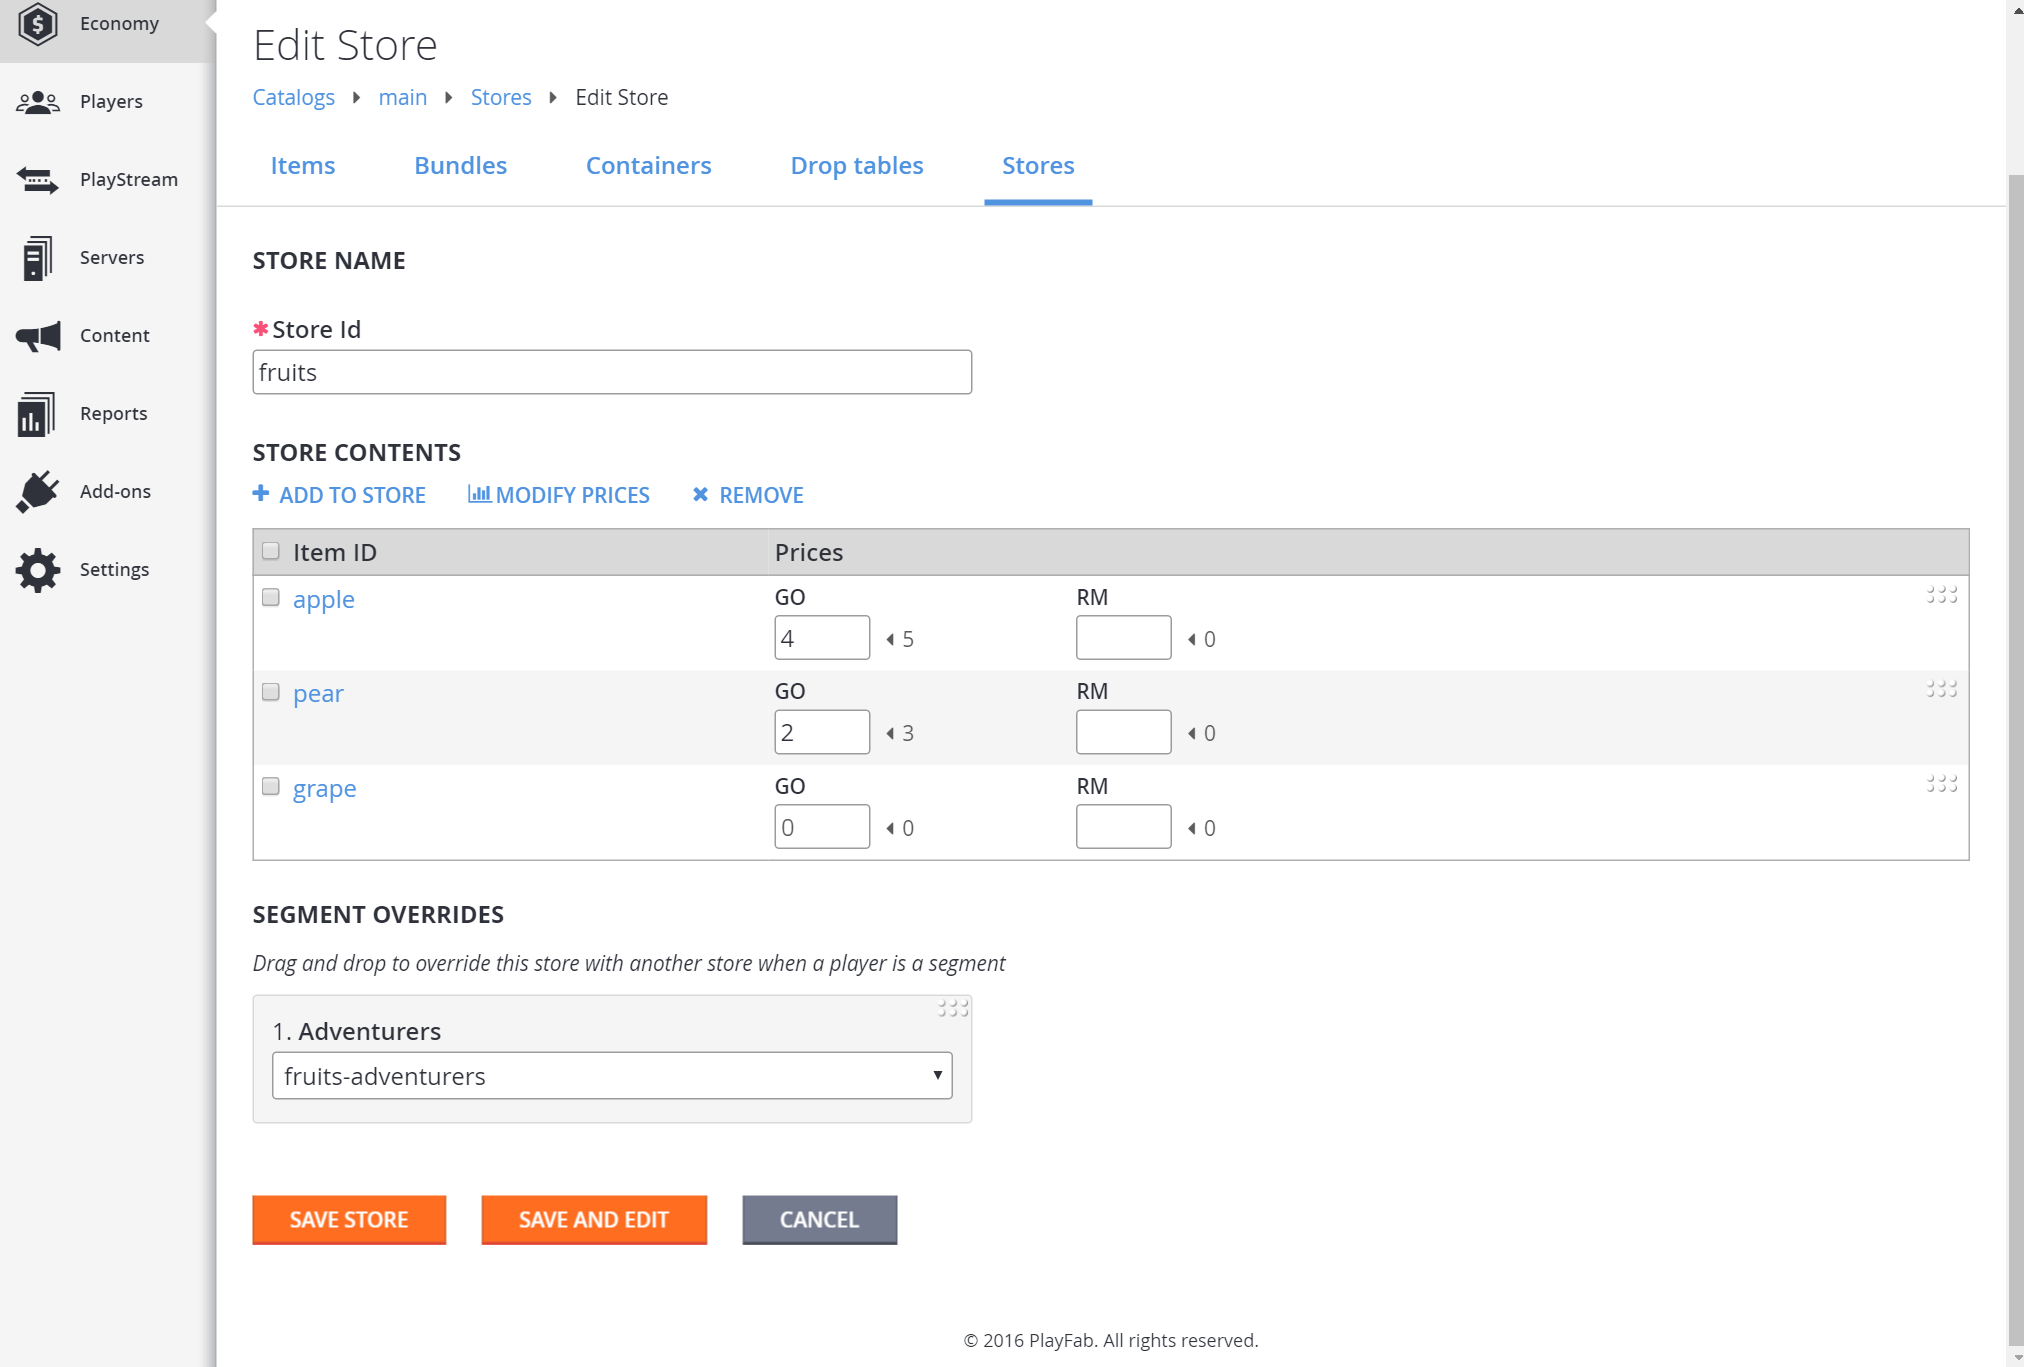 Economy
Players
PlayStream
Servers
Content
Reports
Add-ons
Settings
Edit Store
Catalogs main Stores Edit Store
Items Bundles Containers Drop tables Stores
STORE NAME
*Store Id
fruits
STORE CONTENTS
ADD TO STORE MODIFY PRICES REMOVE
Item ID Prices
apple GO RM
4 5 0
pear GO RM
2 3 0
grape GO RM
0 0 0
SEGMENT OVERRIDES
Drag and drop to override this store with another store when a player is a segment
1. Adventurers
fruits-adventurers
SAVE STORE SAVE AND EDIT CANCEL
© 2016 PlayFab. All rights reserved.